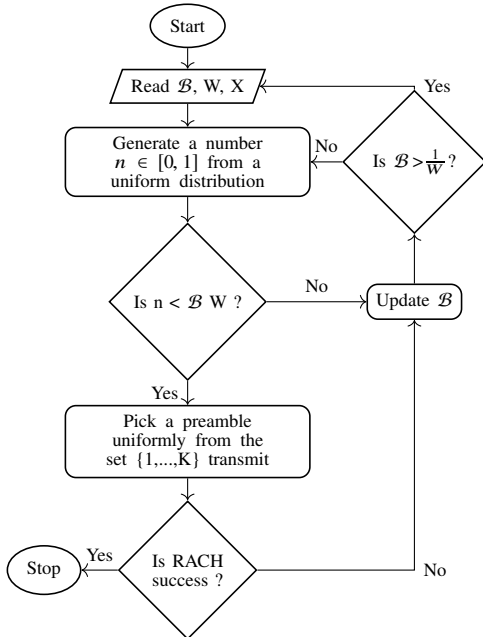 Start
Read ℬ, W, X
Yes
Generate a number
n ∈ [0, 1] from a
uniform distribution
No
Is ℬ > 1/W ?
Is n < ℬ W ?
No
Update ℬ
Yes
Pick a preamble
uniformly from the
set {1,...,K} transmit
Is RACH
success ?
Yes
Stop
No